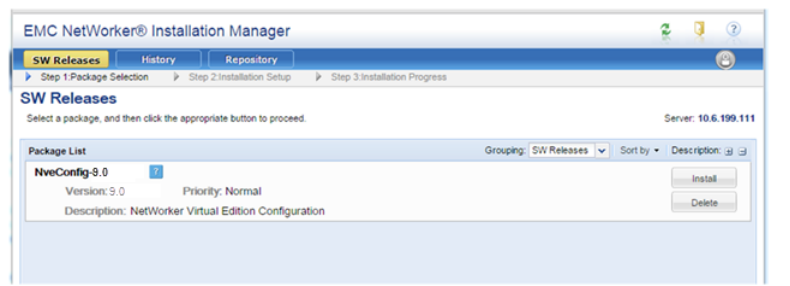 EMC NetWorker® Installation Manager
SW Releases History Repository
Step 1:Package Selection Step 2:Installation Setup Step 3:Installation Progress
SW Releases
Select a package, and then click the appropriate button to proceed. Server: 10.6.199.111
Package List Grouping: SW Releases Sort by Description:
NveConfig-9.0 ?
Version: 9.0 Priority: Normal Install
Description: NetWorker Virtual Edition Configuration Delete